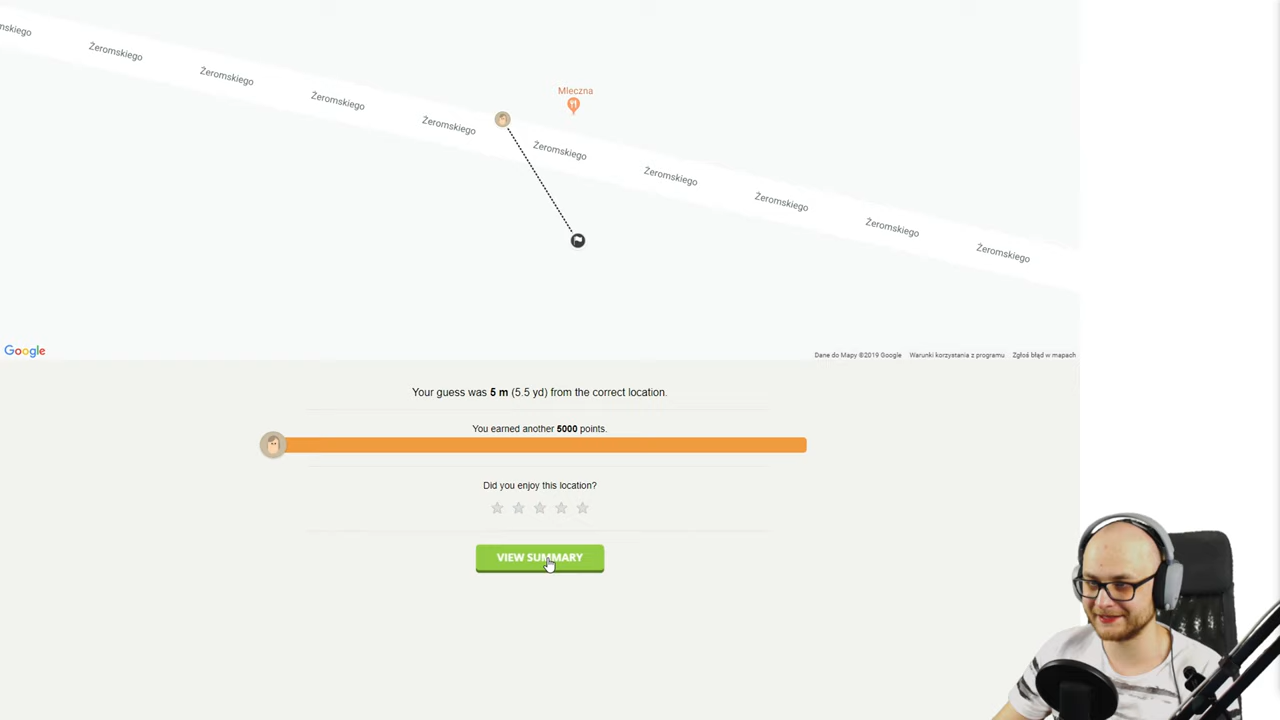 mskiego
Żeromskiego
Żeromskiego
Mleczna
Żeromskiego
Żeromskiego
Żeromskiego
Żeromskiego
Żeromskiego
Żeromskiego
Żeromskiego
Google
Dane do Mapy ©2019 Google Warunki korzystania z programu Zgłoś błąd w mapach
Your guess was 5 m (5.5 yd) from the correct location.
You earned another 5000 points.
Did you enjoy this location?
VIEW SUMMARY